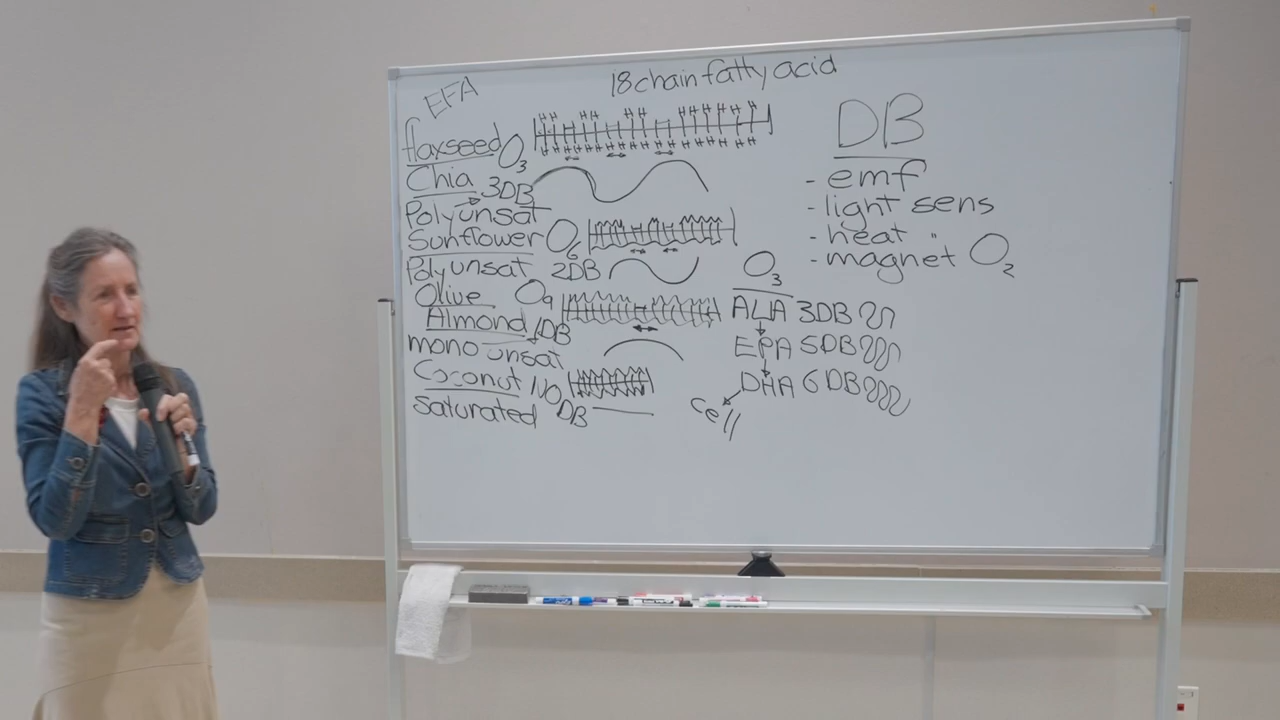 EFA
18 chain fatty acid
flaxseed O3
Chia 3DB
Polyunsat
Sunflower O6
Polyunsat 2DB
Olive O9
Almond 1DB
mono unsat
Coconut NO
saturated DB
DB
- emf
- light sens
- heat "
- magnet O2
O3
ALA 3DB
EPA 5DB
DHA 6DB
Cell